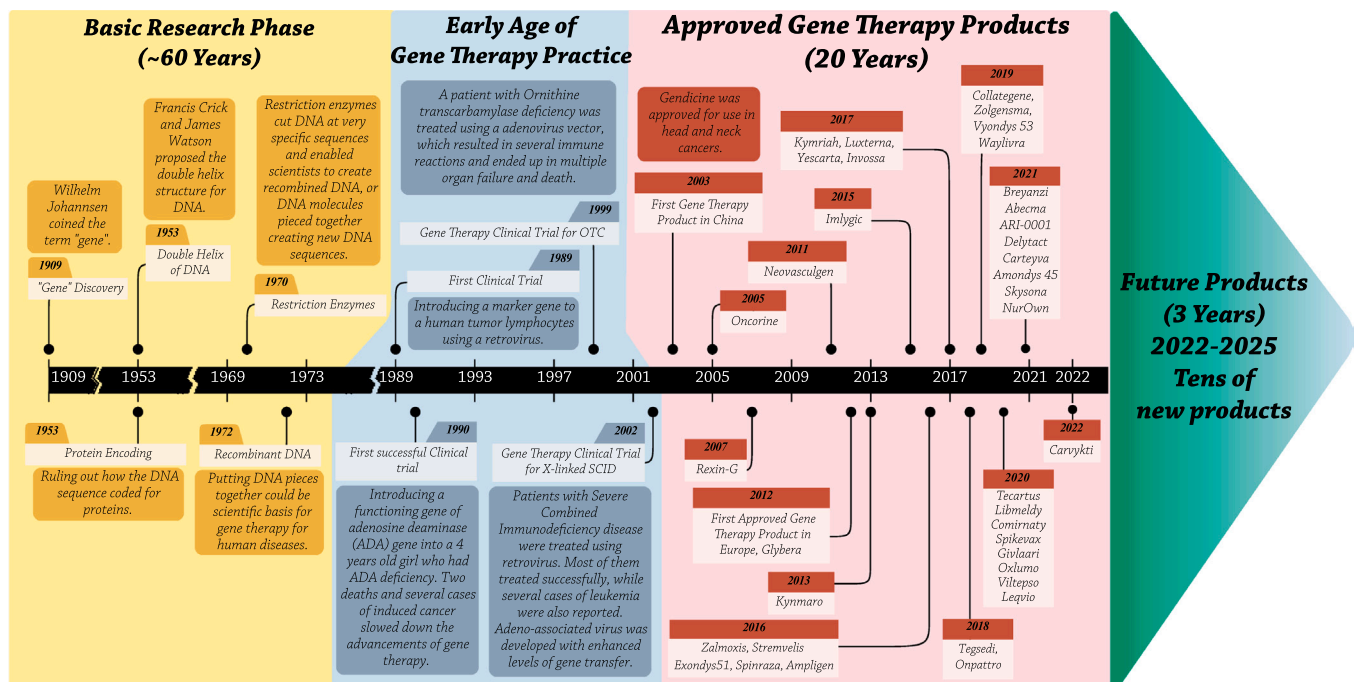 Basic Research Phase
(~60 Years)
Early Age of
Gene Therapy Practice
Approved Gene Therapy Products
(20 Years)
Wilhelm
Johannsen
coined the
term "gene".
1909
"Gene" Discovery
Francis Crick
and James
Watson
proposed the
double helix
structure for
DNA.
1953
Double Helix
of DNA
Restriction enzymes
cut DNA at very
specific sequences
and enabled
scientists to create
recombined DNA, or
DNA molecules
pieced together
creating new DNA
sequences.
1970
Restriction Enzymes
A patient with Ornithine
transcarbamylase deficiency was
treated using a adenovirus vector,
which resulted in several immune
reactions and ended up in multiple
organ failure and death.
1999
Gene Therapy Clinical Trial for OTC
1989
First Clinical Trial
Introducing a marker gene to
a human tumor lymphocytes
using a retrovirus.
Gendicine was
approved for use in
head and neck
cancers.
2003
First Gene Therapy
Product in China
2005
Oncorine
2011
Neovasculgen
2015
Imlygic
2017
Kymriah, Luxterna,
Yescarta, Invossa
2019
Collategene,
Zolgensma,
Vyondys 53
Waylivra
2021
Breyanzi
Abecma
ARI-0001
Delytact
Carteyva
Amondys 45
Skysona
NurOwn
1909
1953
1969
1973
1989
1993
1997
2001
2005
2009
2013
2017
2021
2022
1953
Protein Encoding
Ruling out how the DNA
sequence coded for
proteins.
1972
Recombinant DNA
Putting DNA pieces
together could be
scientific basis for
gene therapy for
human diseases.
1990
First successful Clinical
trial
Introducing a
functioning gene of
adenosine deaminase
(ADA) gene into a 4
years old girl who had
ADA deficiency. Two
deaths and several cases
of induced cancer
slowed down the
advancements of gene
therapy.
2002
Gene Therapy Clinical Trial
for X-linked SCID
Patients with Severe
Combined
Immunodeficiency disease
were treated using
retrovirus. Most of them
treated successfully, while
several cases of leukemia
were also reported.
Adeno-associated virus was
developed with enhanced
levels of gene transfer.
2007
Rexin-G
2012
First Approved Gene
Therapy Product in
Europe, Glybera
2013
Kynmaro
2016
Zalmoxis, Stremvelis
Exondys51, Spinraza, Ampligen
2018
Tegsedi,
Onpattro
2020
Tecartus
Libmeldy
Comirnaty
Spikevax
Givlaari
Oxlumo
Viltepso
Leqvio
2022
Carvykti
Future Products
(3 Years)
2022-2025
Tens of
new products